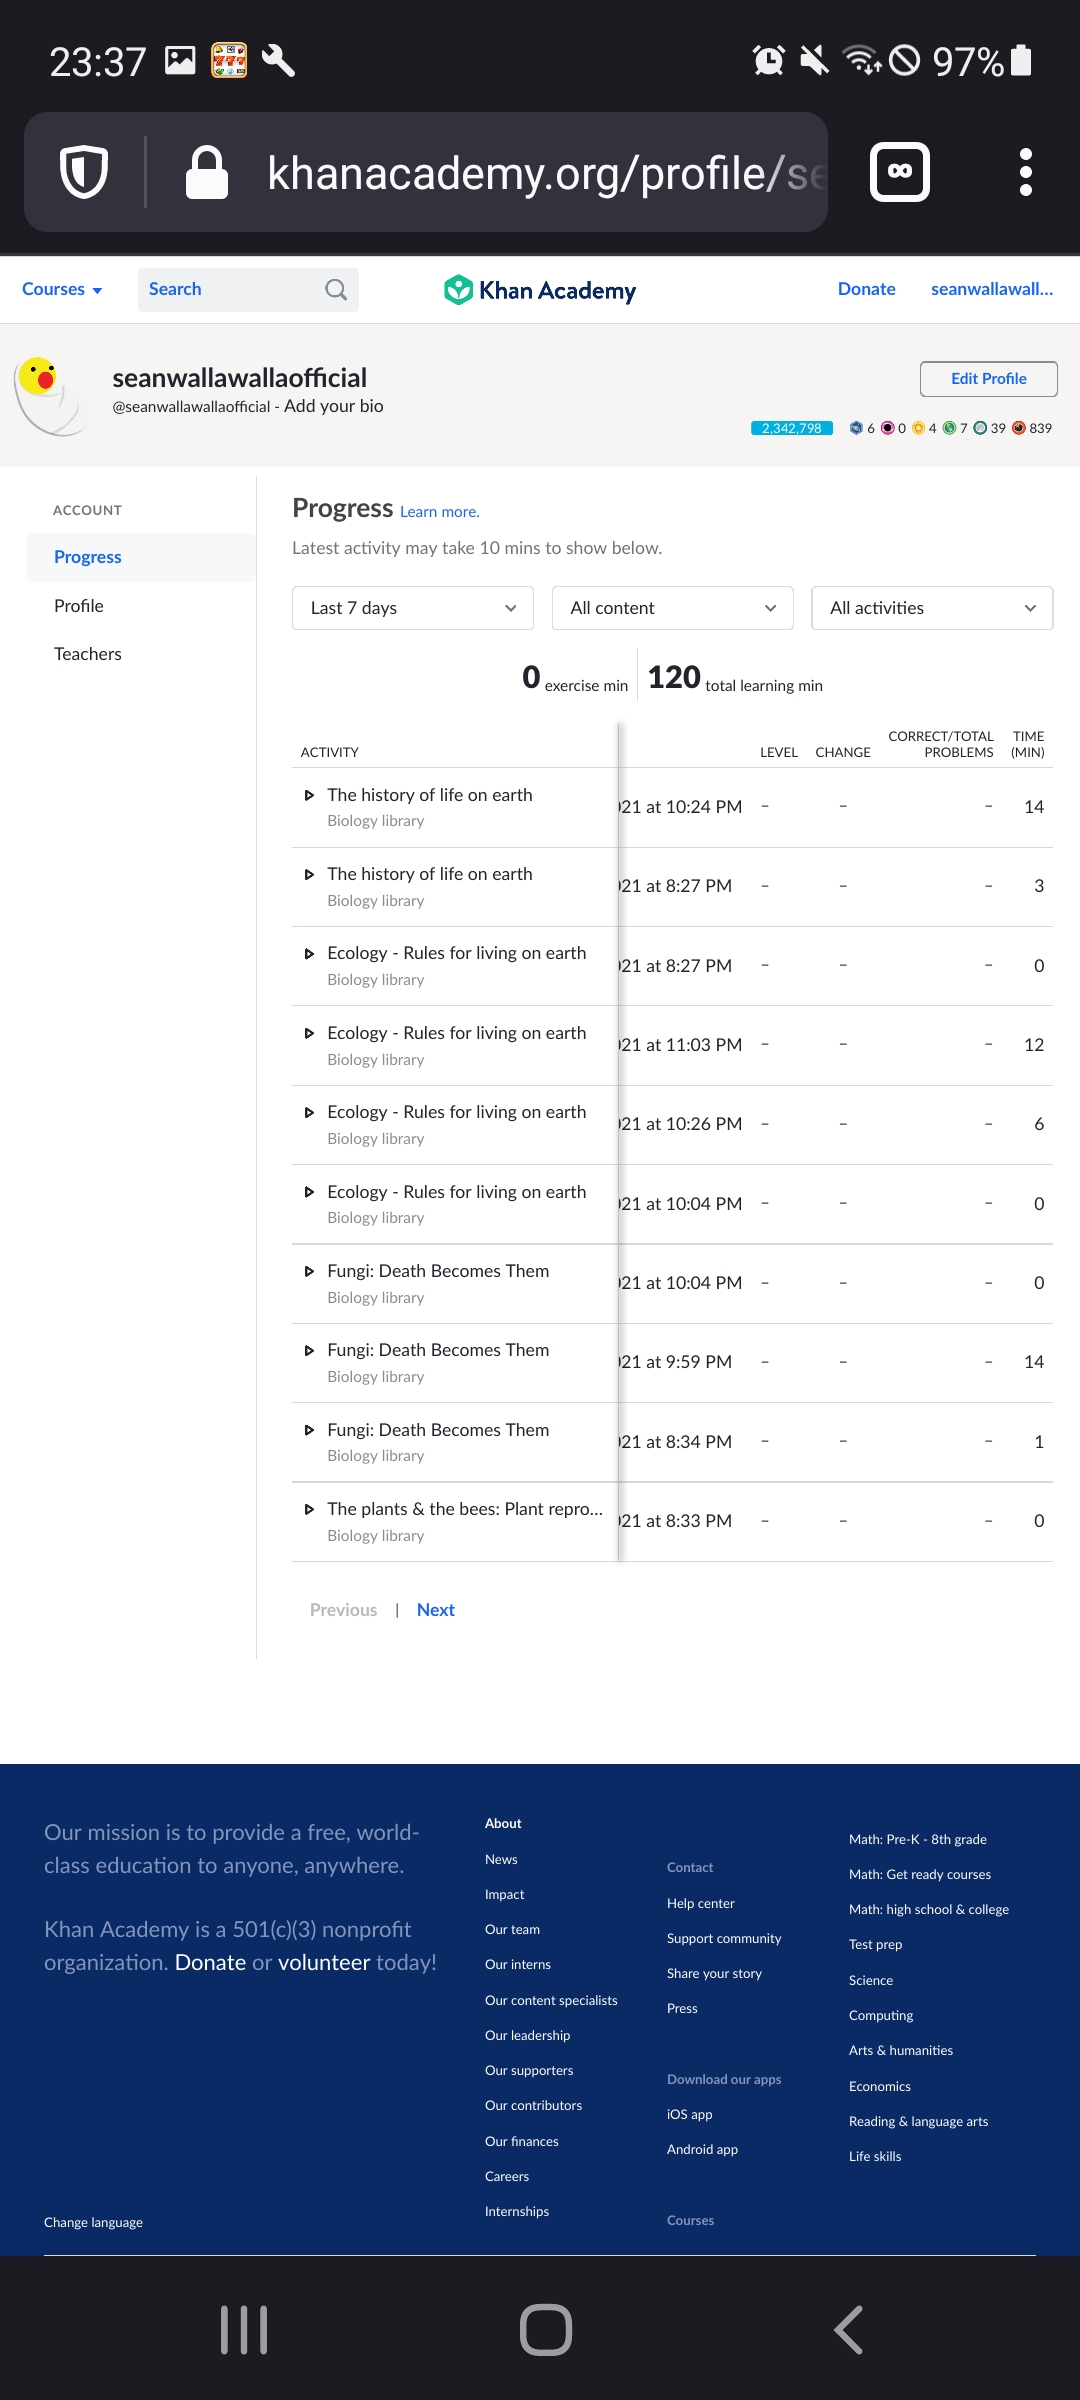 23:37
97%
khanacademy.org/profile/se
Courses
Search
Khan Academy
Donate
seanwallawall...
seanwallawallaofficial
@seanwallawallaofficial - Add your bio
Edit Profile
2,342,798 6 0 4 7 39 839
ACCOUNT
Progress
Profile
Teachers
Progress Learn more.
Latest activity may take 10 mins to show below.
Last 7 days
All content
All activities
0 exercise min
120 total learning min
ACTIVITY LEVEL CHANGE CORRECT/TOTAL PROBLEMS TIME (MIN)
The history of life on earth
Biology library
021 at 10:24 PM – – – 14
The history of life on earth
Biology library
021 at 8:27 PM – – – 3
Ecology - Rules for living on earth
Biology library
021 at 8:27 PM – – – 0
Ecology - Rules for living on earth
Biology library
021 at 11:03 PM – – – 12
Ecology - Rules for living on earth
Biology library
021 at 10:26 PM – – – 6
Ecology - Rules for living on earth
Biology library
021 at 10:04 PM – – – 0
Fungi: Death Becomes Them
Biology library
021 at 10:04 PM – – – 0
Fungi: Death Becomes Them
Biology library
021 at 9:59 PM – – – 14
Fungi: Death Becomes Them
Biology library
021 at 8:34 PM – – – 1
The plants & the bees: Plant repro...
Biology library
021 at 8:33 PM – – – 0
Previous | Next
Our mission is to provide a free, world-
class education to anyone, anywhere.
Khan Academy is a 501(c)(3) nonprofit
organization. Donate or volunteer today!
Change language
About
News
Impact
Our team
Our interns
Our content specialists
Our leadership
Our supporters
Our contributors
Our finances
Careers
Internships
Contact
Help center
Support community
Share your story
Press
Download our apps
iOS app
Android app
Courses
Math: Pre-K - 8th grade
Math: Get ready courses
Math: high school & college
Test prep
Science
Computing
Arts & humanities
Economics
Reading & language arts
Life skills